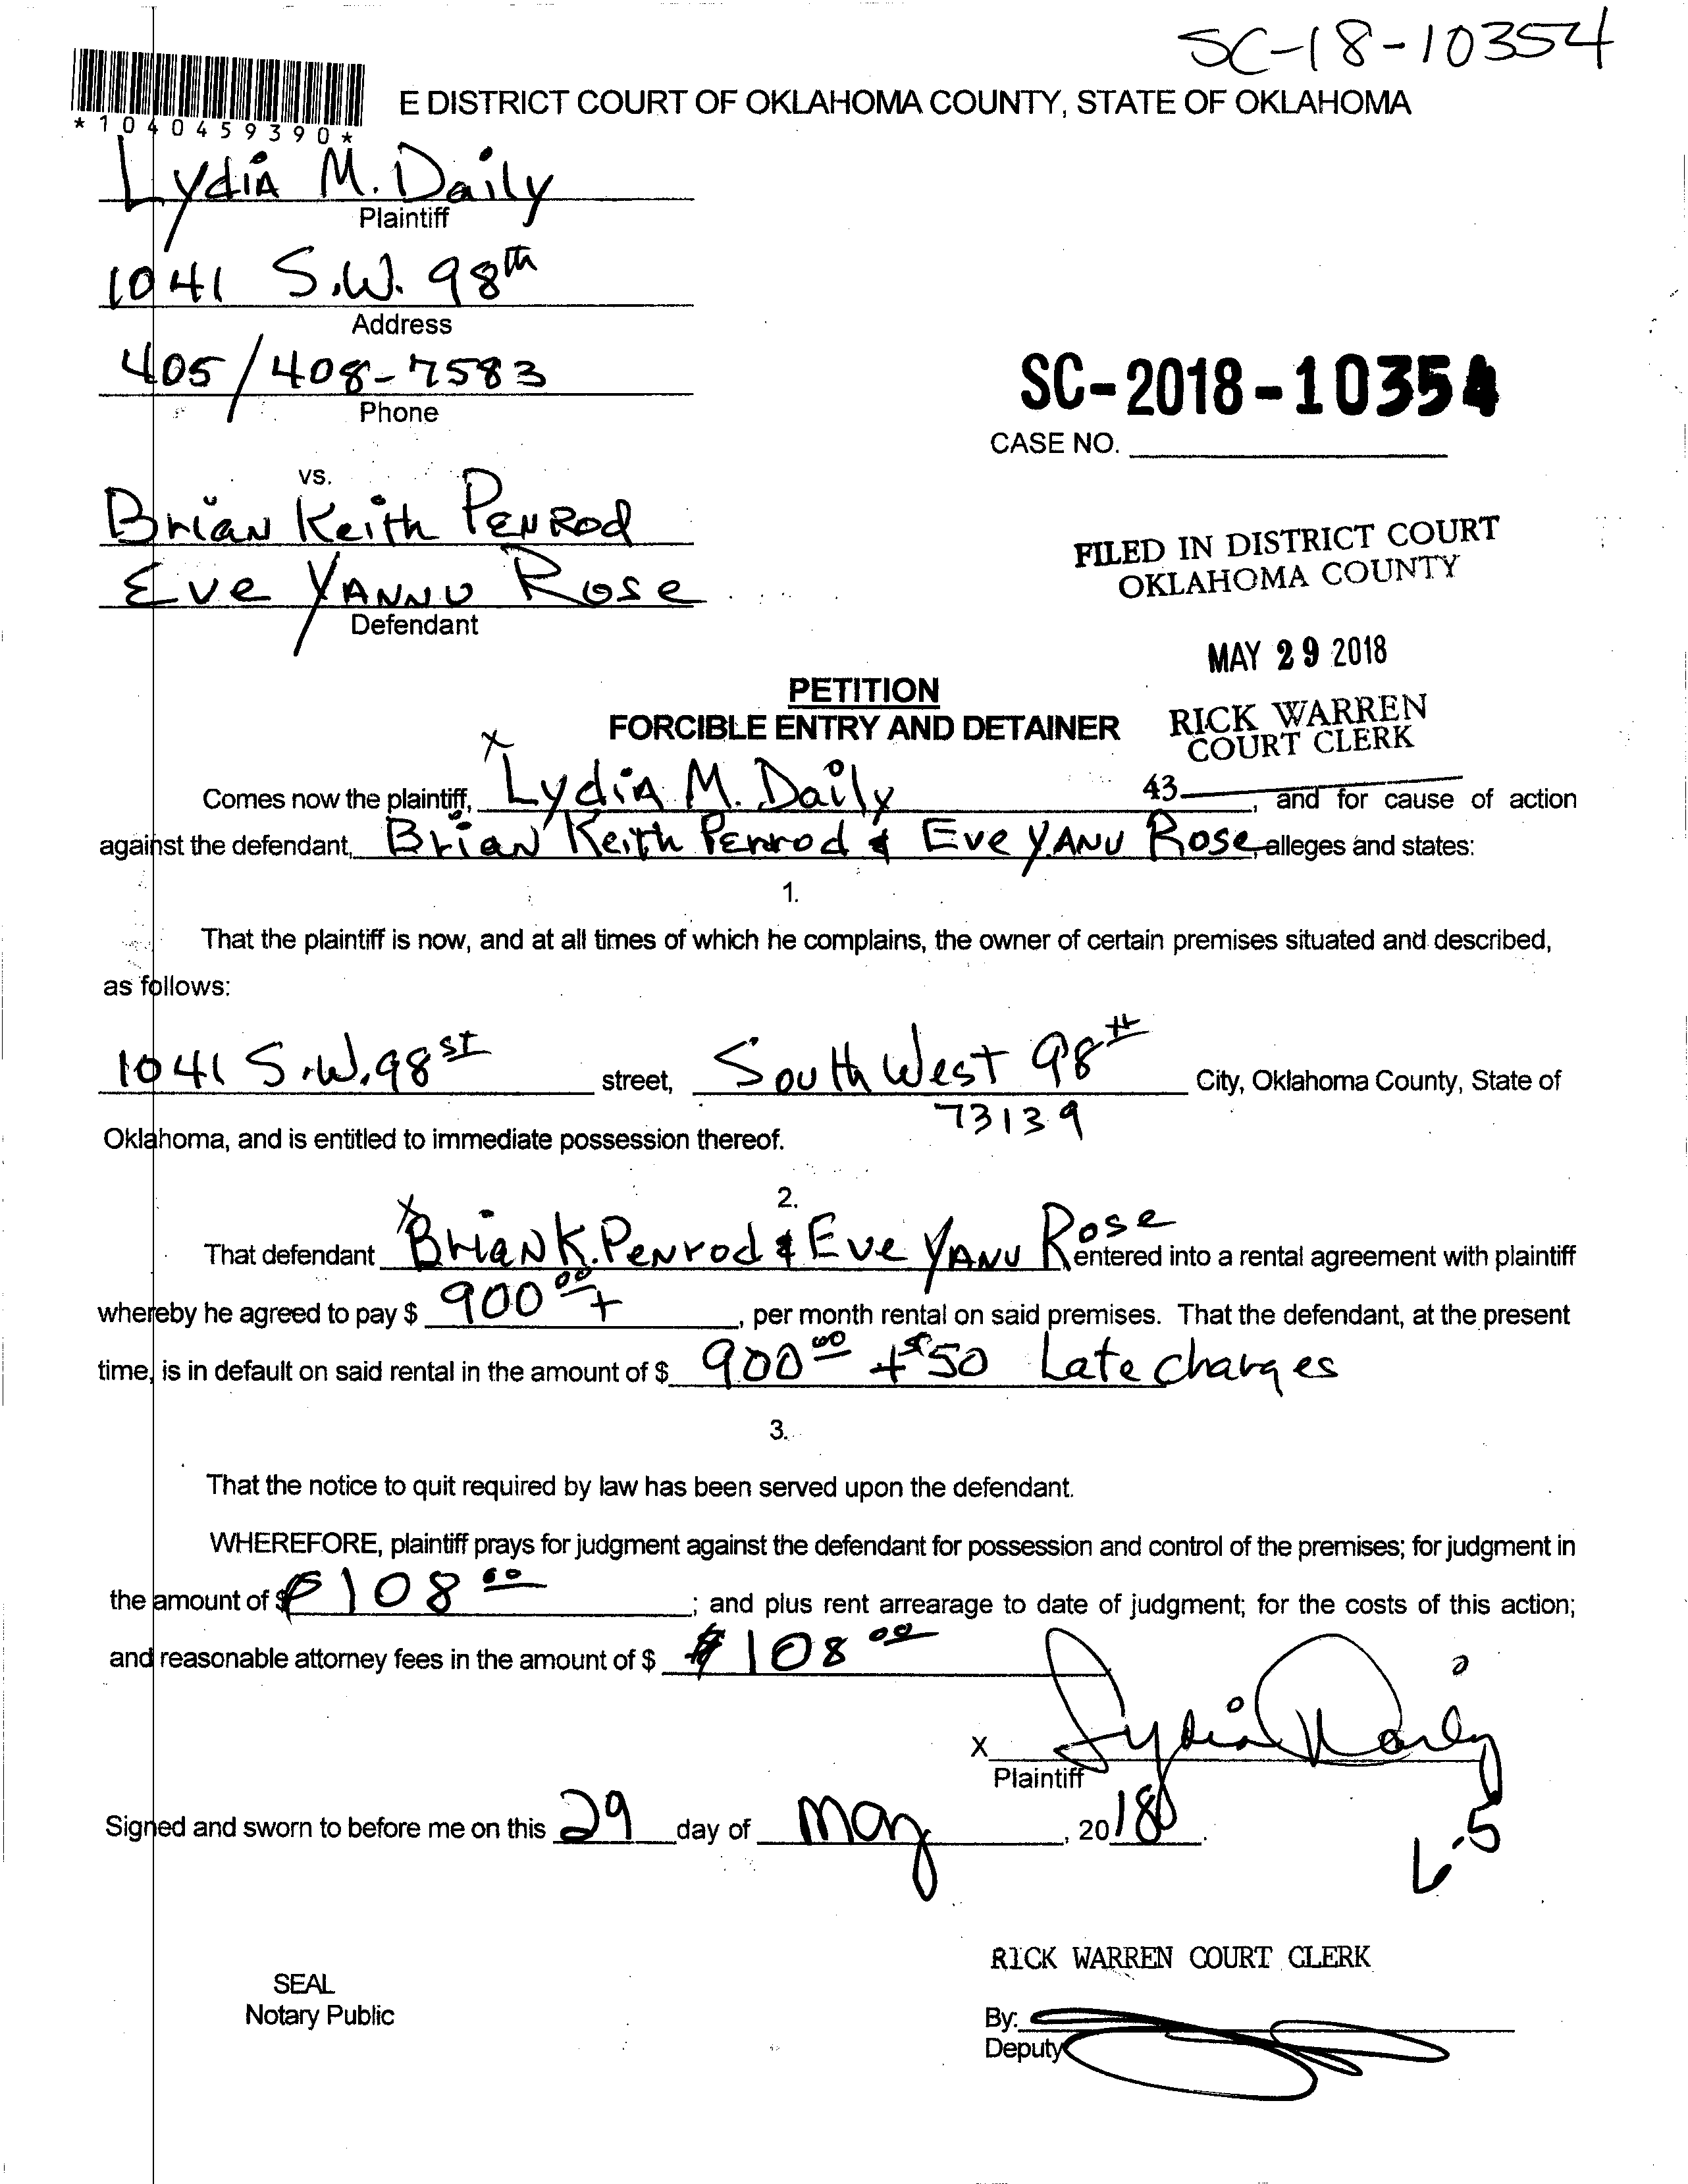 SC-18-10354
*1040459390*
E DISTRICT COURT OF OKLAHOMA COUNTY, STATE OF OKLAHOMA
Lydia M. Daily
Plaintiff
1041 S.W. 98th
Address
405/408-7583
Phone
SC-2018-10354
CASE NO.
vs.
Brian Keith Penrod
Eve Yannu Rose
Defendant
FILED IN DISTRICT COURT
OKLAHOMA COUNTY
MAY 29 2018
RICK WARREN
COURT CLERK
43
PETITION
FORCIBLE ENTRY AND DETAINER
x
Comes now the plaintiff, Lydia M. Daily, and for cause of action
against the defendant, Brian Keith Penrod & Eve Yanu Rose, alleges and states:
1.
That the plaintiff is now, and at all times of which he complains, the owner of certain premises situated and described,
as follows:
1041 S.W. 98 st street, South West 98th City, Oklahoma County, State of
73139
Oklahoma, and is entitled to immediate possession thereof.
2.
That defendant x Brian K. Penrod & Eve Yanu Rose entered into a rental agreement with plaintiff
whereby he agreed to pay $ 900 00 +, per month rental on said premises. That the defendant, at the present
time, is in default on said rental in the amount of $ 900 00 + $50 Late charges
3.
That the notice to quit required by law has been served upon the defendant.
WHEREFORE, plaintiff prays for judgment against the defendant for possession and control of the premises; for judgment in
the amount of $ 108 00; and plus rent arrearage to date of judgment; for the costs of this action;
and reasonable attorney fees in the amount of $ $ 108 00
X Lydia Daily
Plaintiff
Signed and sworn to before me on this 29 day of May, 2018.
6-5
RICK WARREN COURT CLERK
SEAL
Notary Public
By:
Deputy